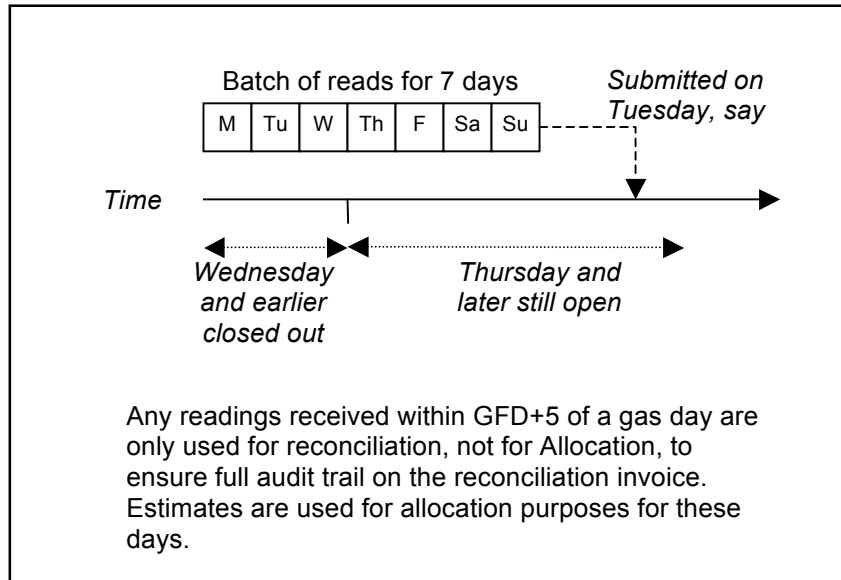 Batch of reads for 7 days
Submitted on
Tuesday, say
M Tu W Th F Sa Su
Time
Wednesday
and earlier
closed out
Thursday and
later still open
Any readings received within GFD+5 of a gas day are
only used for reconciliation, not for Allocation, to
ensure full audit trail on the reconciliation invoice.
Estimates are used for allocation purposes for these
days.